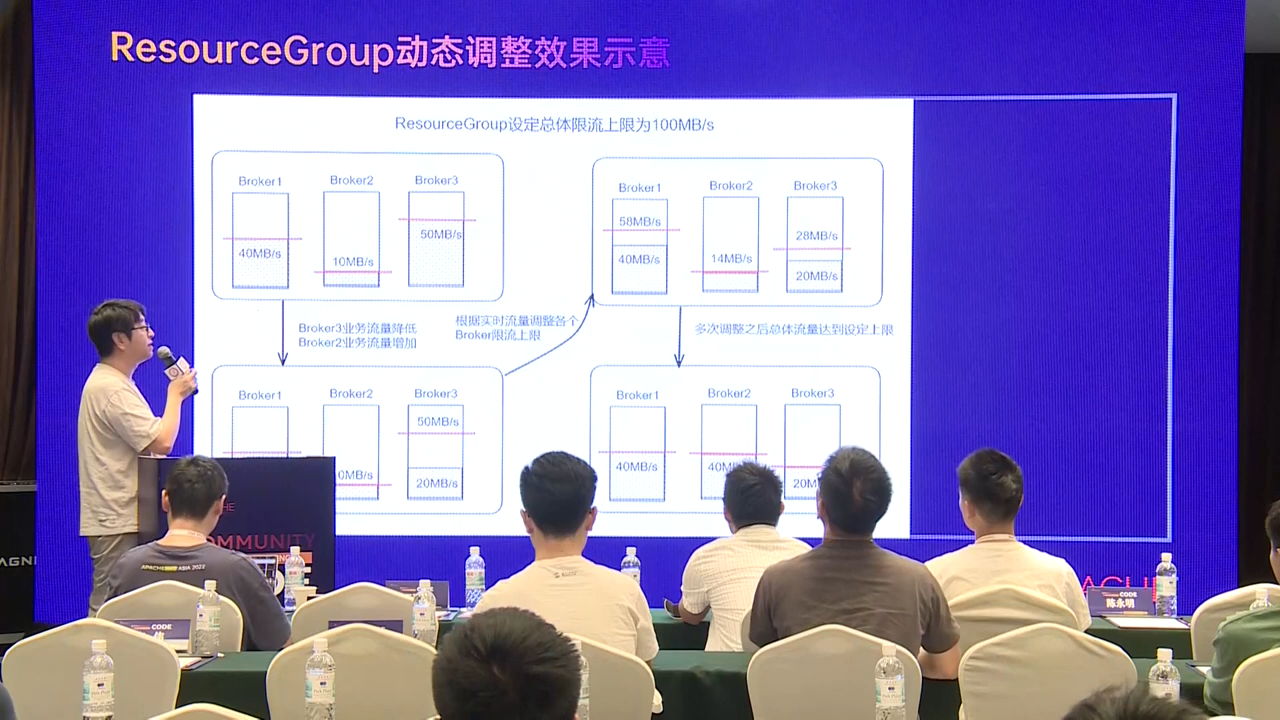 ResourceGroup动态调整效果示意
ResourceGroup设定总体限流上限为100MB/s
Broker1
Broker2
Broker3
40MB/s
10MB/s
50MB/s
Broker3业务流量降低
Broker2业务流量增加
Broker1
Broker2
Broker3
0MB/s
50MB/s
20MB/s
根据实时流量调整各个
Broker限流上限
Broker1
Broker2
Broker3
58MB/s
40MB/s
14MB/s
28MB/s
20MB/s
多次调整之后总体流量达到设定上限
Broker1
Broker2
Broker3
40MB/s
40M
20M
HE
OMMUNITY
APACHECON ASIA 2022
AGNI
CODE
CODE
陈永明